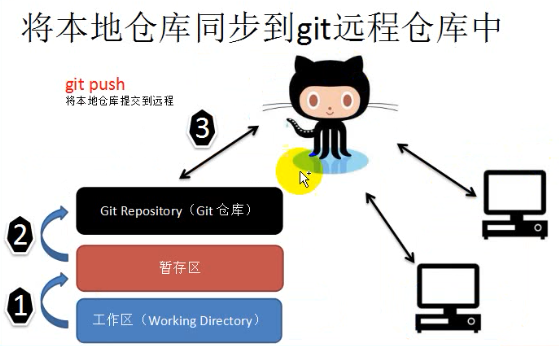 将本地仓库同步到git远程仓库中
git push
将本地仓库提交到远程
3
Git Repository（Git 仓库）
2
暂存区
1
工作区（Working Directory）